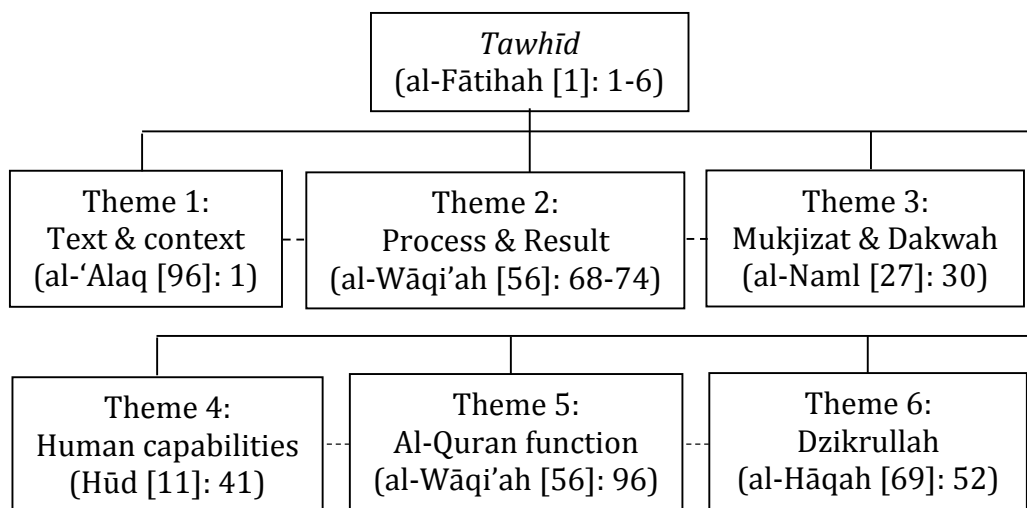 Tawhīd
(al-Fātihah [1]: 1-6)
Theme 1:
Text & context
(al-‘Alaq [96]: 1)
Theme 2:
Process & Result
(al-Wāqi’ah [56]: 68-74)
Theme 3:
Mukjizat & Dakwah
(al-Naml [27]: 30)
Theme 4:
Human capabilities
(Hūd [11]: 41)
Theme 5:
Al-Quran function
(al-Wāqi’ah [56]: 96)
Theme 6:
Dzikrullah
(al-Hāqah [69]: 52)